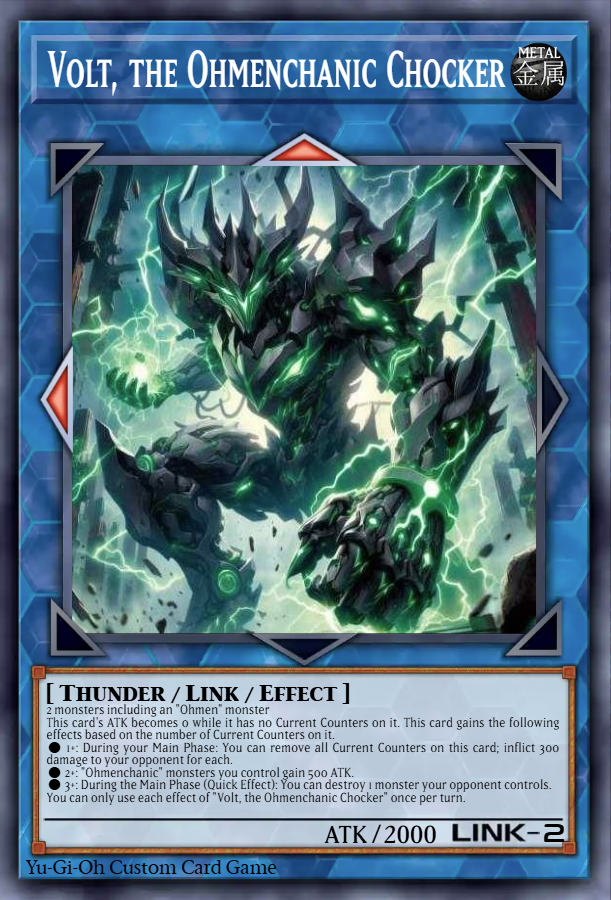 Volt, the Ohmenchanic Chocker
METAL
金属
[ Thunder / Link / Effect ]
2 monsters including an "Ohmen" monster
This card's ATK becomes 0 while it has no Current Counters on it. This card gains the following
effects based on the number of Current Counters on it.
● 1+: During your Main Phase: You can remove all Current Counters on this card; inflict 300
damage to your opponent for each.
● 2+: "Ohmenchanic" monsters you control gain 500 ATK.
● 3+: During the Main Phase (Quick Effect): You can destroy 1 monster your opponent controls.
You can only use each effect of "Volt, the Ohmenchanic Chocker" once per turn.
ATK/2000 LINK-2
Yu-Gi-Oh Custom Card Game